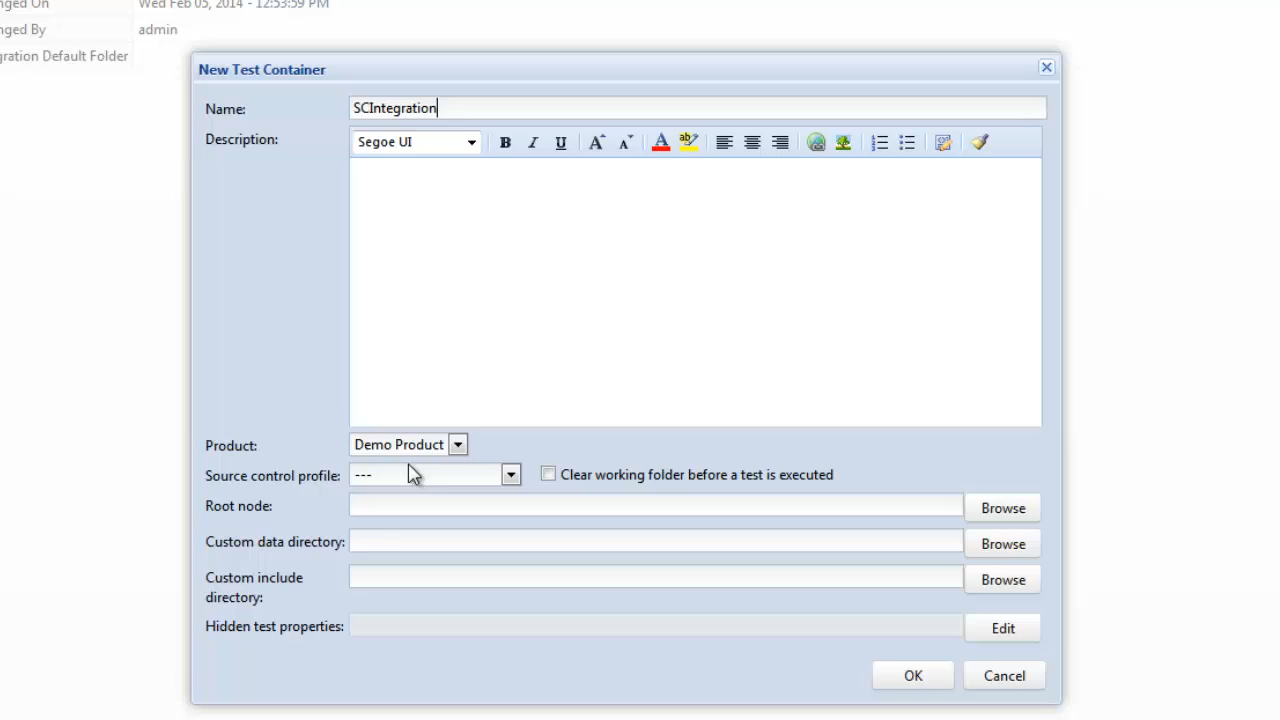 nged On Wed Feb 05, 2014 - 12:53:59 PM
nged By admin
gration Default Folder
New Test Container
Name: SCIntegration
Description: Segoe UI B I U A A A ab
Product: Demo Product
Source control profile: --- Clear working folder before a test is executed
Root node: Browse
Custom data directory: Browse
Custom include Browse
directory:
Hidden test properties: Edit
OK Cancel